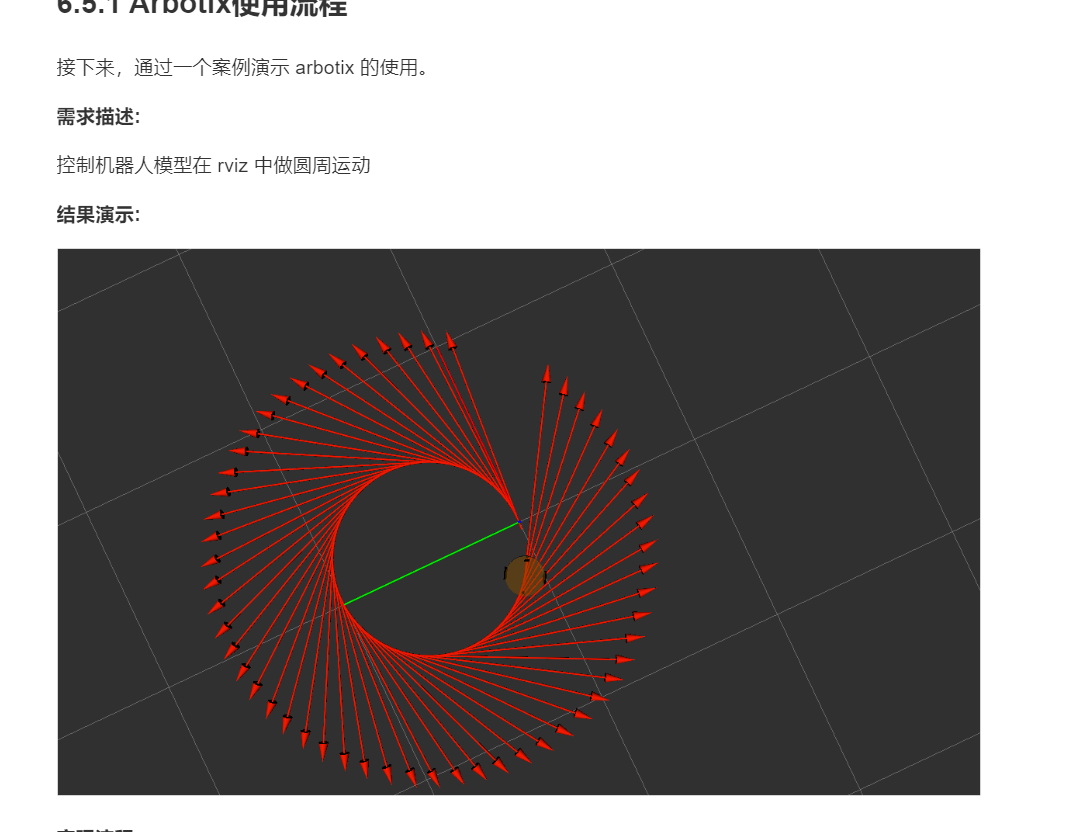 6.5.1 Arbotix使用流程
接下来，通过一个案例演示 arbotix 的使用。
需求描述:
控制机器人模型在 rviz 中做圆周运动
结果演示: